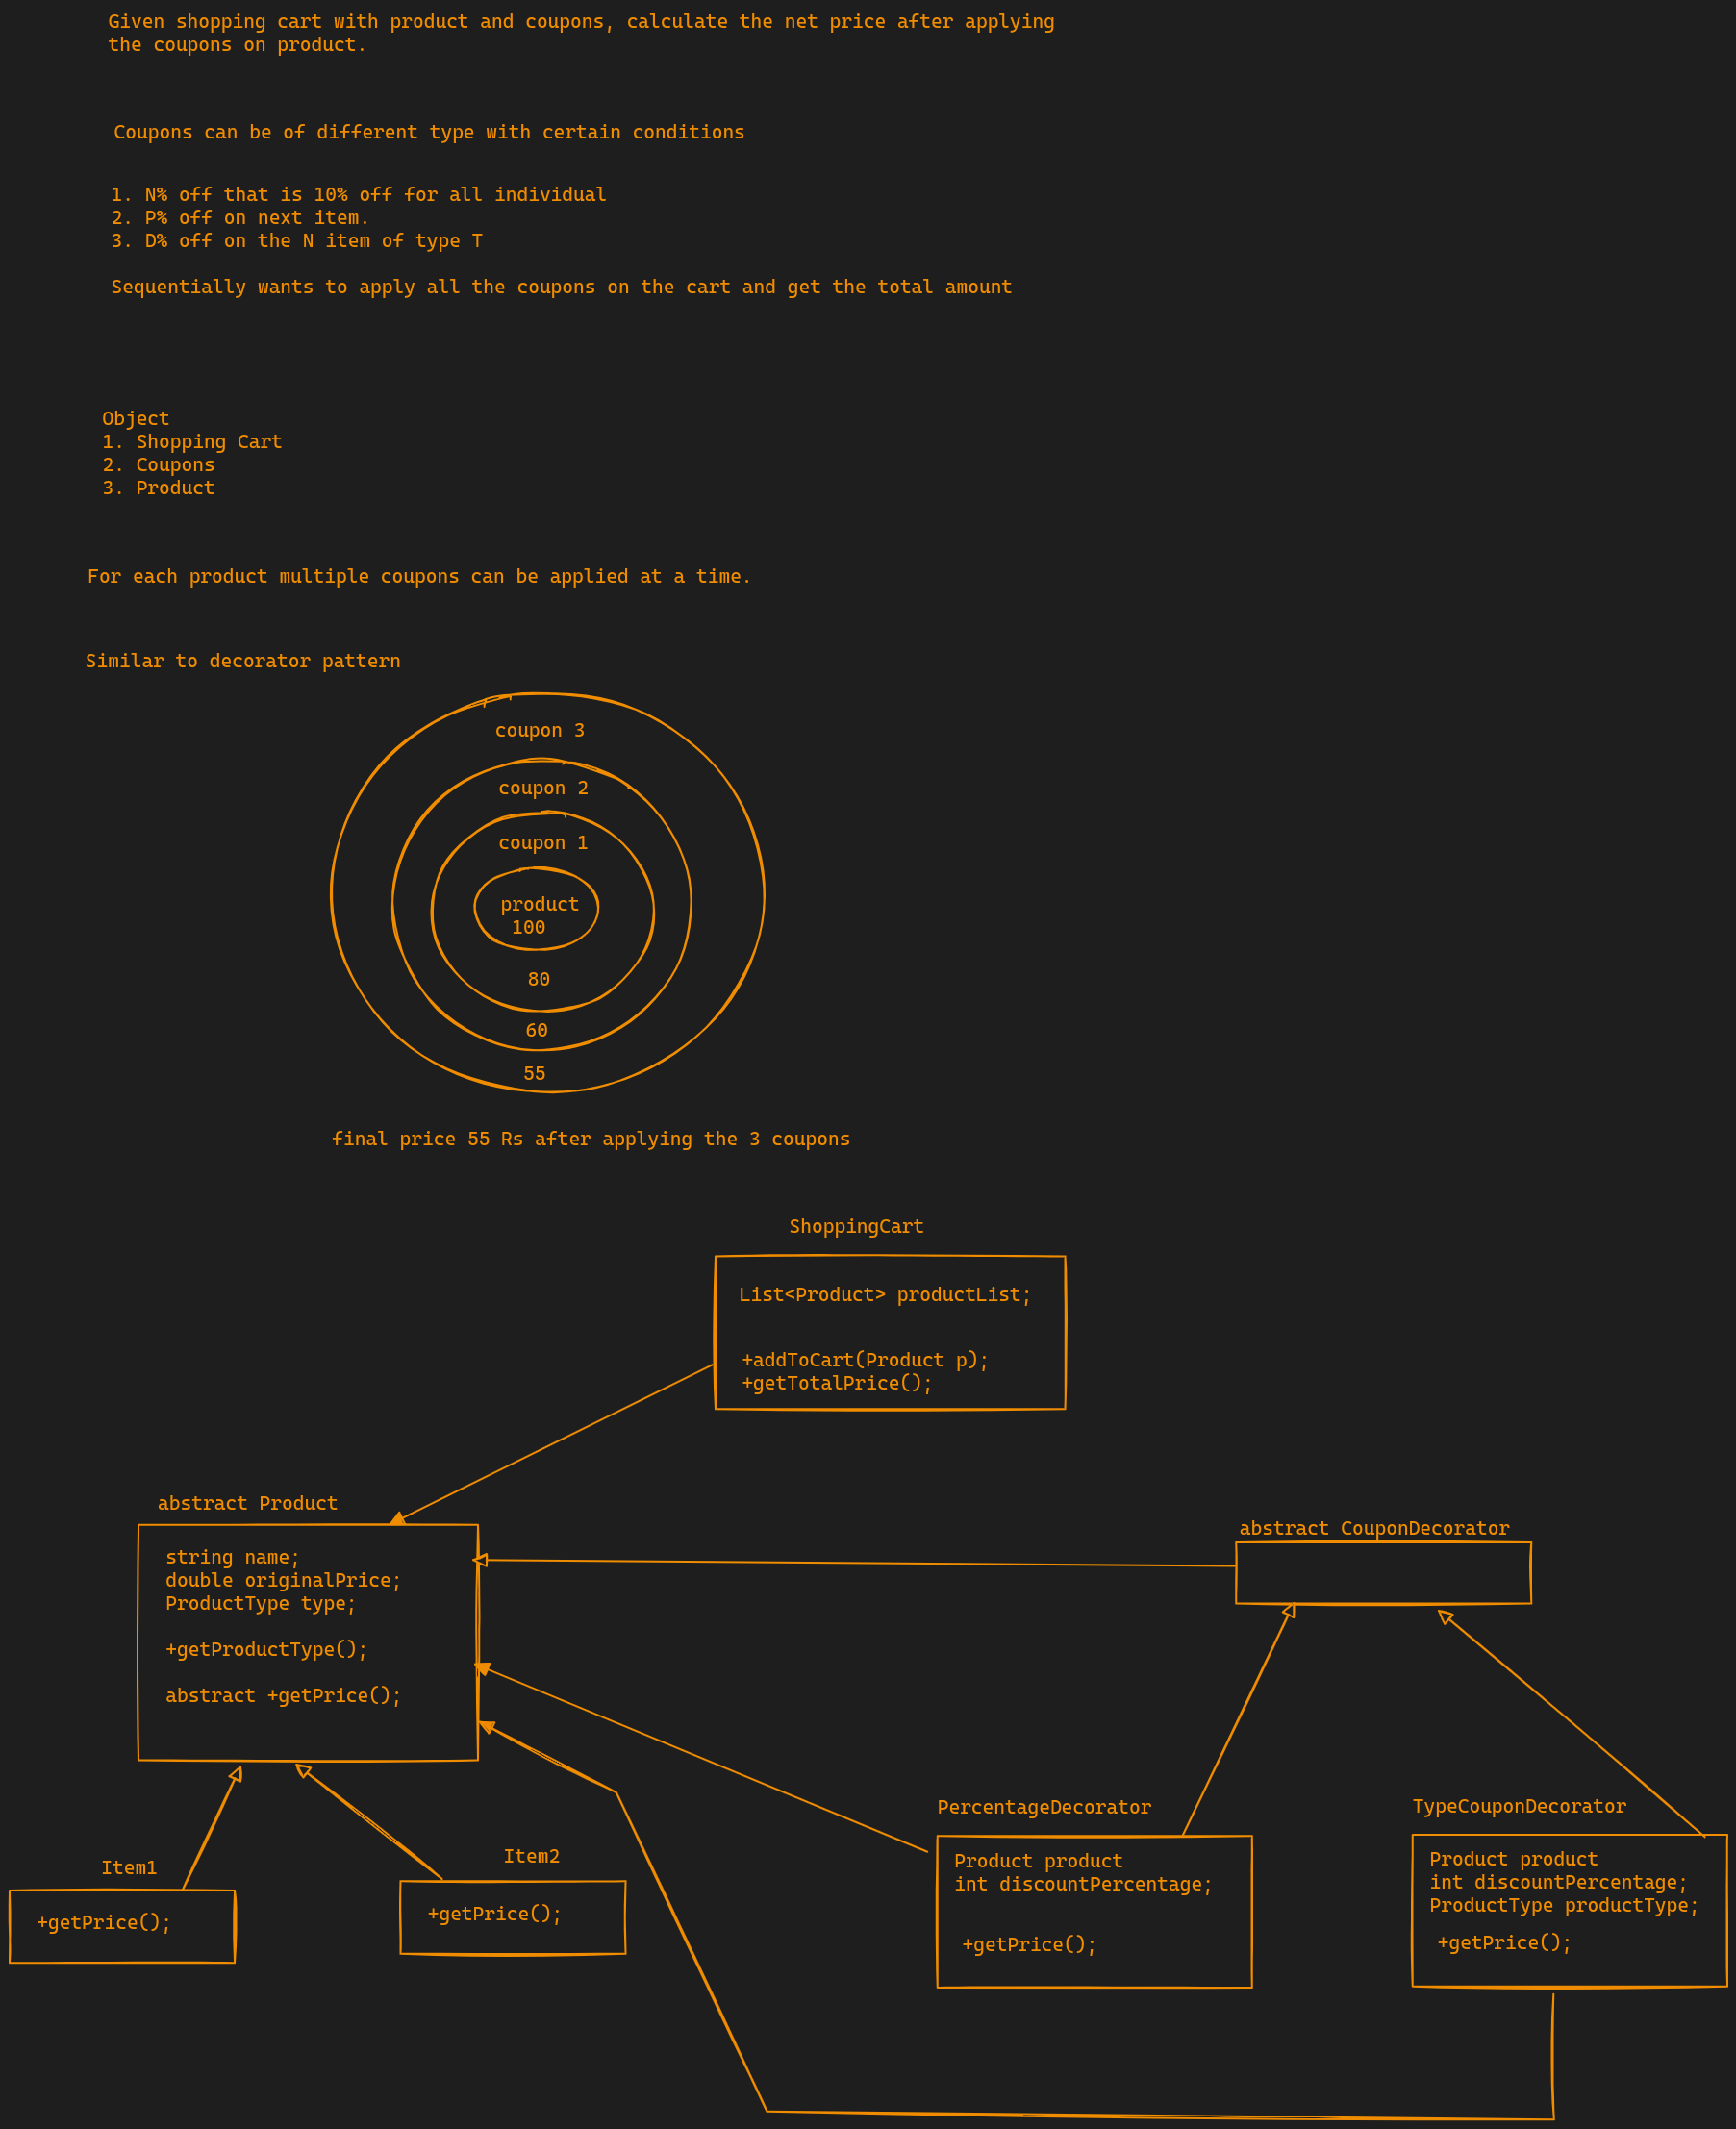 Given shopping cart with product and coupons, calculate the net price after applying
the coupons on product.
Coupons can be of different type with certain conditions
1. N% off that is 10% off for all individual
2. P% off on next item.
3. D% off on the N item of type T
Sequentially wants to apply all the coupons on the cart and get the total amount
Object
1. Shopping Cart
2. Coupons
3. Product
For each product multiple coupons can be applied at a time.
Similar to decorator pattern
coupon 3
coupon 2
coupon 1
product
100
80
60
55
final price 55 Rs after applying the 3 coupons
ShoppingCart
List<Product> productList;
+addToCart(Product p);
+getTotalPrice();
abstract Product
string name;
double originalPrice;
ProductType type;
+getProductType();
abstract +getPrice();
abstract CouponDecorator
Item1
+getPrice();
Item2
+getPrice();
PercentageDecorator
Product product
int discountPercentage;
+getPrice();
TypeCouponDecorator
Product product
int discountPercentage;
ProductType productType;
+getPrice();